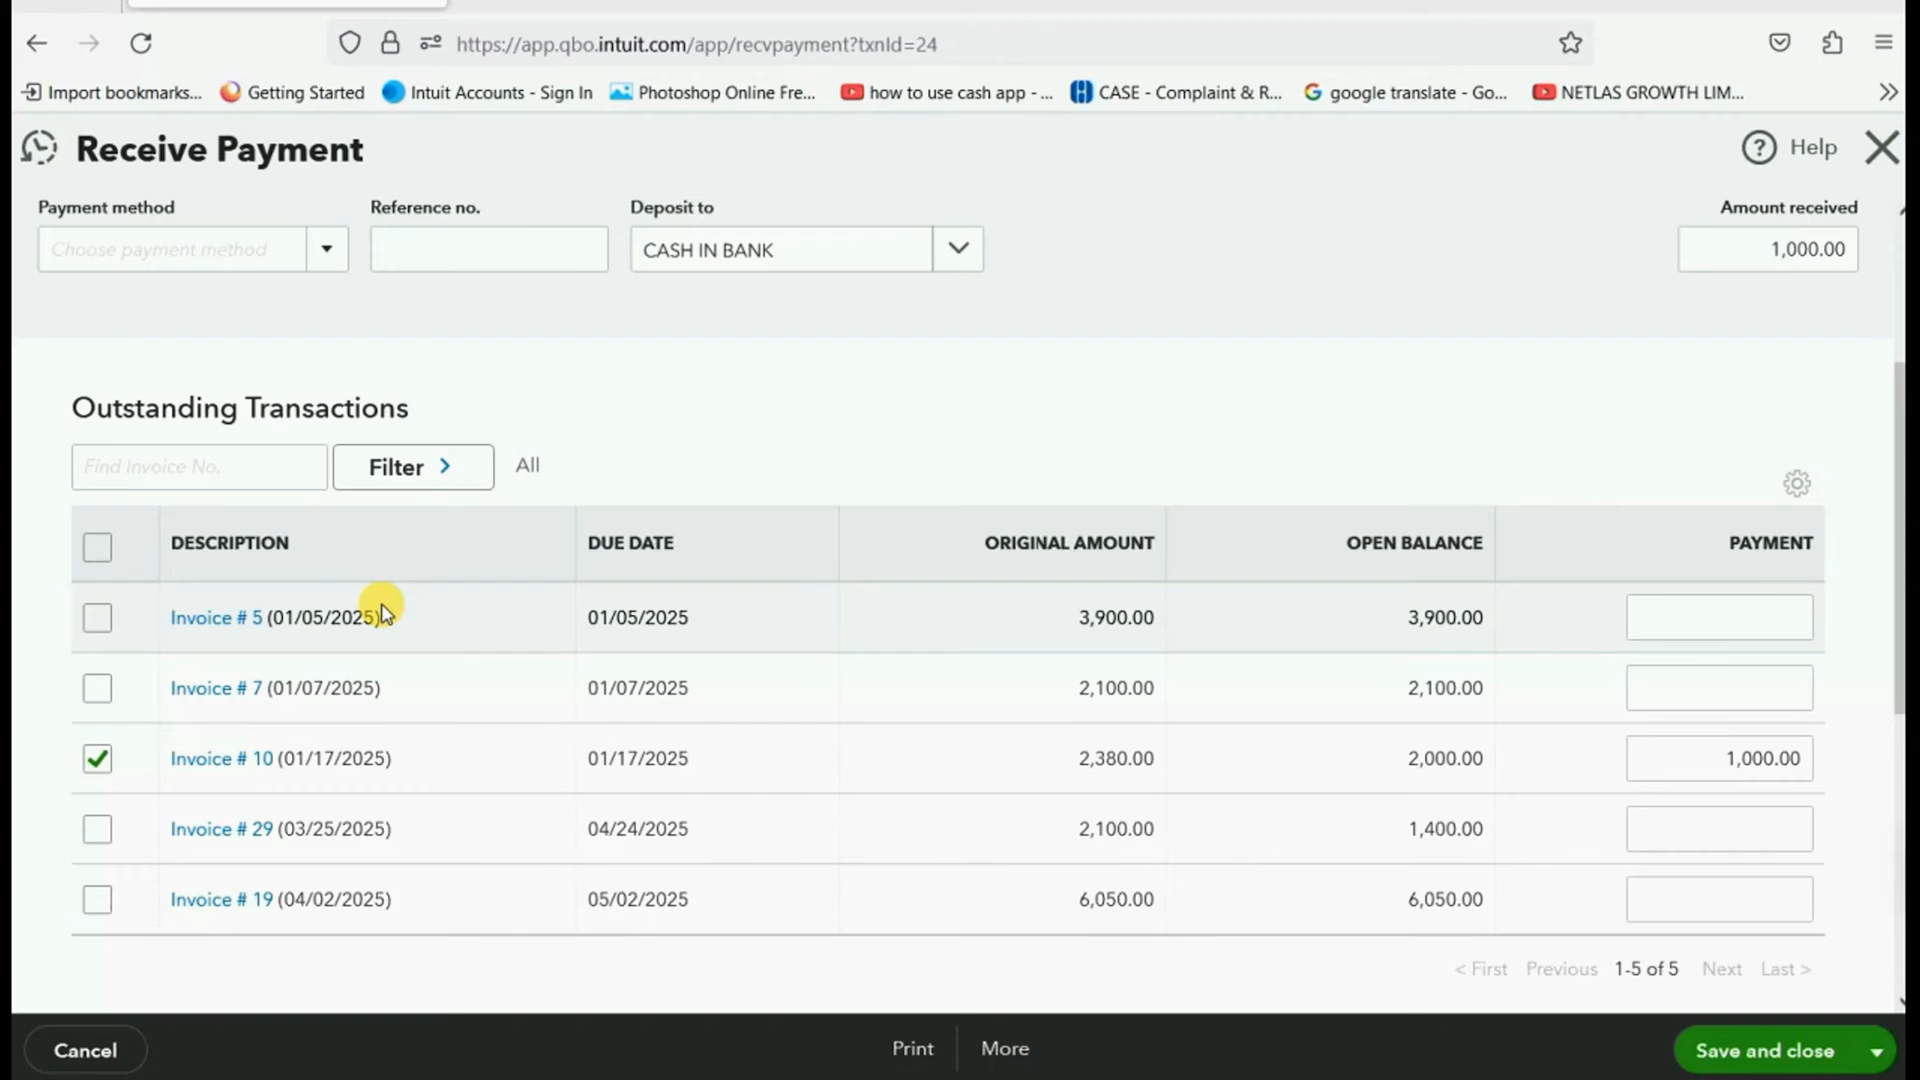 https://app.qbo.intuit.com/app/recvpayment?txnId=24
Import bookmarks... Getting Started Intuit Accounts - Sign In Photoshop Online Fre... how to use cash app - ... CASE - Complaint & R... google translate - Go... NETLAS GROWTH LIM...
Receive Payment Help
Payment method Reference no. Deposit to Amount received
Choose payment method CASH IN BANK 1,000.00
Outstanding Transactions
Find Invoice No. Filter All
DESCRIPTION DUE DATE ORIGINAL AMOUNT OPEN BALANCE PAYMENT
Invoice # 5 (01/05/2025) 01/05/2025 3,900.00 3,900.00
Invoice # 7 (01/07/2025) 01/07/2025 2,100.00 2,100.00
Invoice # 10 (01/17/2025) 01/17/2025 2,380.00 2,000.00 1,000.00
Invoice # 29 (03/25/2025) 04/24/2025 2,100.00 1,400.00
Invoice # 19 (04/02/2025) 05/02/2025 6,050.00 6,050.00
< First Previous 1-5 of 5 Next Last >
Cancel Print More Save and close